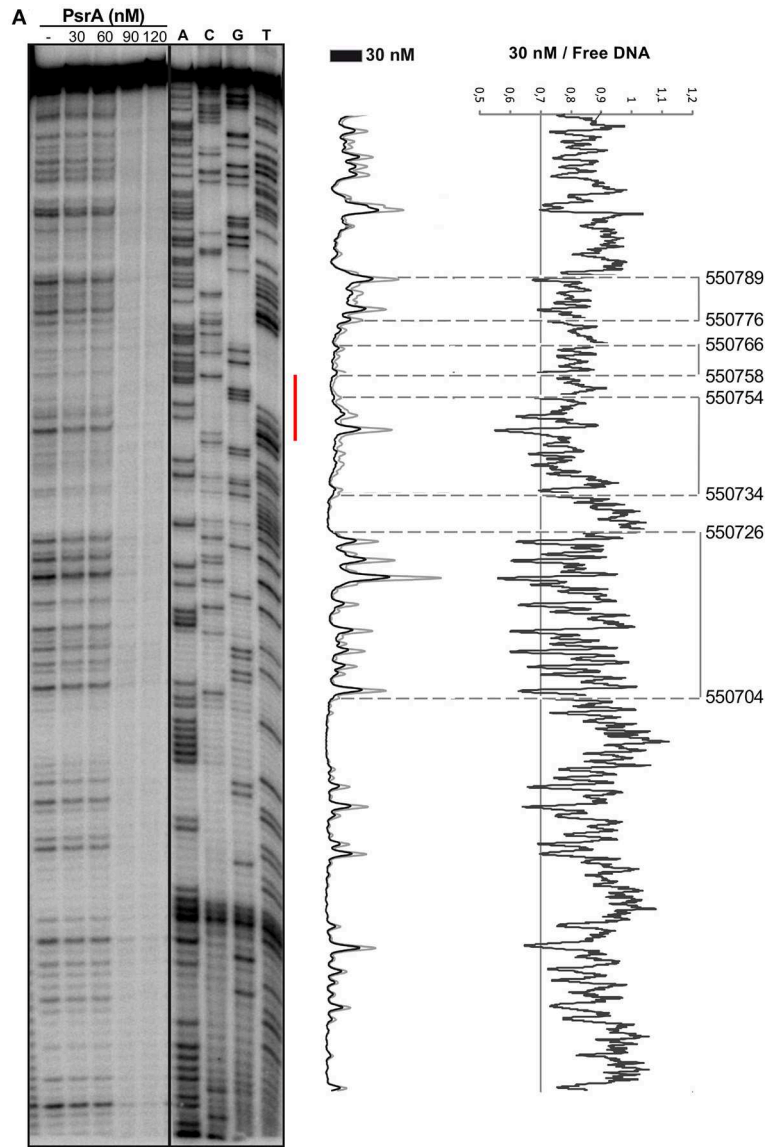 A
PsrA (nM)
- 30 60 90 120 A C G T
30 nM
30 nM / Free DNA
0,5 0,6 0,7 0,8 0,9 1 1,1 1,2
550789
550776
550766
550758
550754
550734
550726
550704